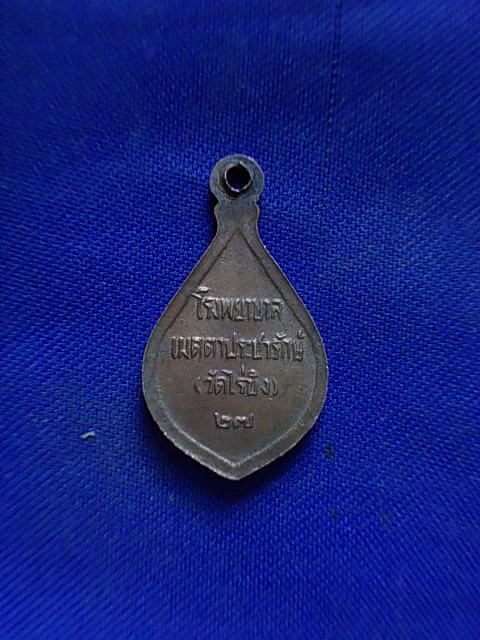 โรงพยาบาล
เมตตาประชารักษ์
(วัดไร่ขิง)
๒๗